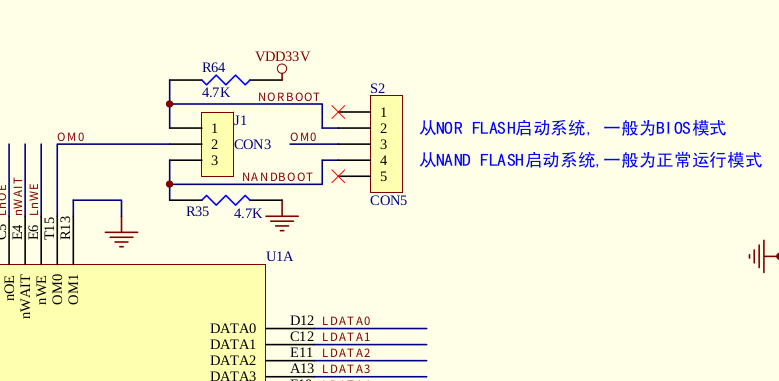 VDD33V
R64
4.7K
NORBOOT
S2
J1
1
2
3
CON3
OM0
OM0
1
2
3
4
5
CON5
从NOR FLASH启动系统, 一般为BIOS模式
从NAND FLASH启动系统,一般为正常运行模式
NANDBOOT
R35
4.7K
LnOE
nWAIT
LnWE
C5
E4
E6
T15
R13
nOE
nWAIT
nWE
OM0
OM1
U1A
DATA0 D12 LDATA0
DATA1 C12 LDATA1
DATA2 E11 LDATA2
DATA3 A13 LDATA3